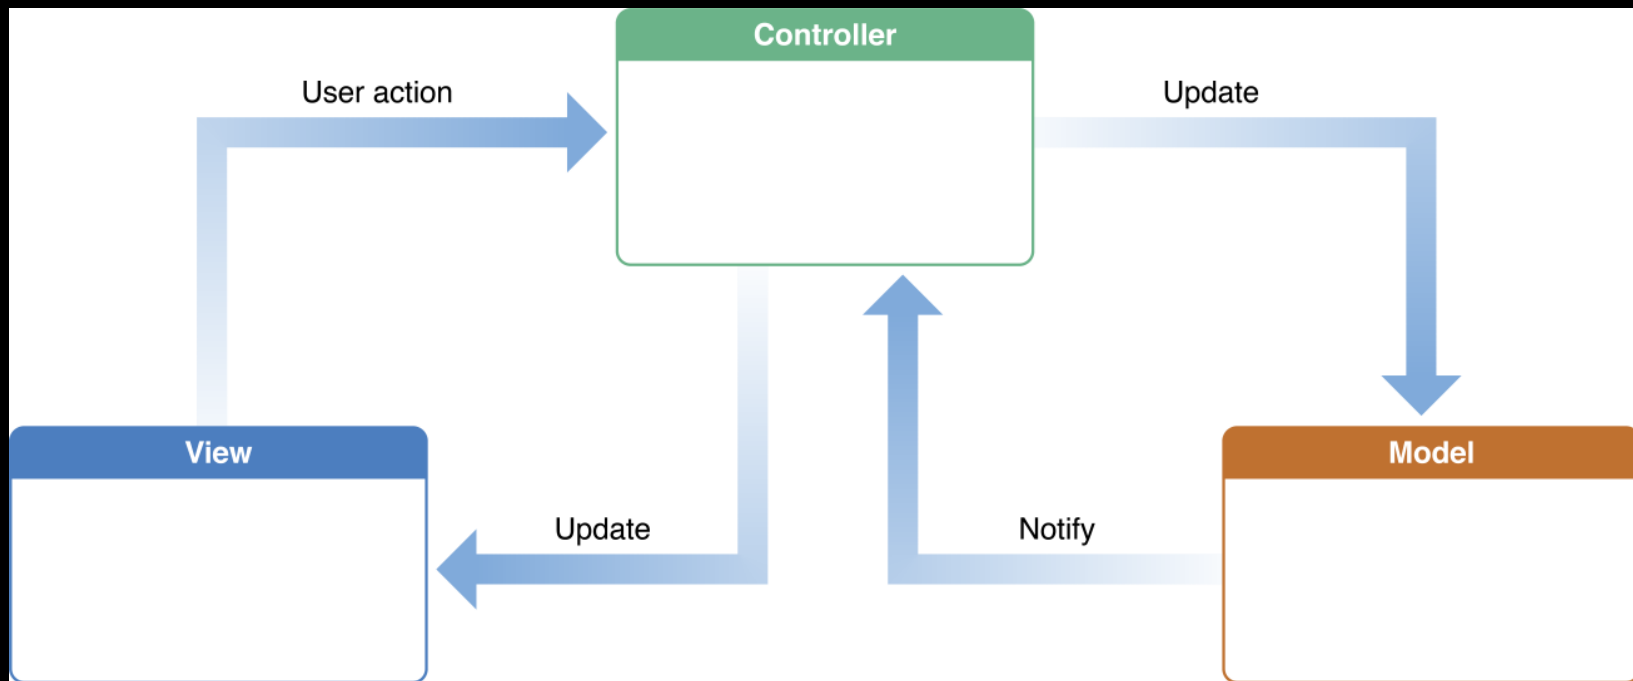 Controller
User action
Update
View
Model
Update
Notify